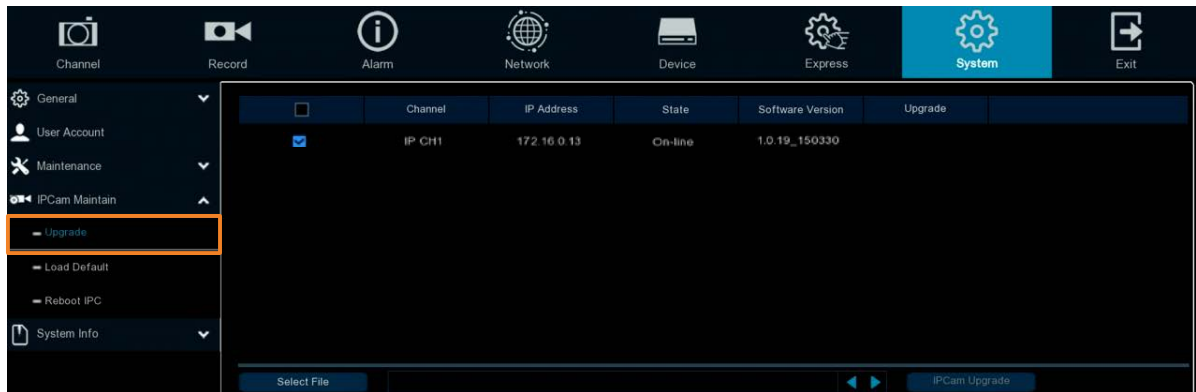 Channel Record Alarm Network Device Express System Exit
General
Channel IP Address State Software Version Upgrade
User Account
IP CH1 172.16.0.13 On-line 1.0.19_150330
Maintenance
IPCam Maintain
Upgrade
Load Default
Reboot IPC
System Info
Select File IPCam Upgrade